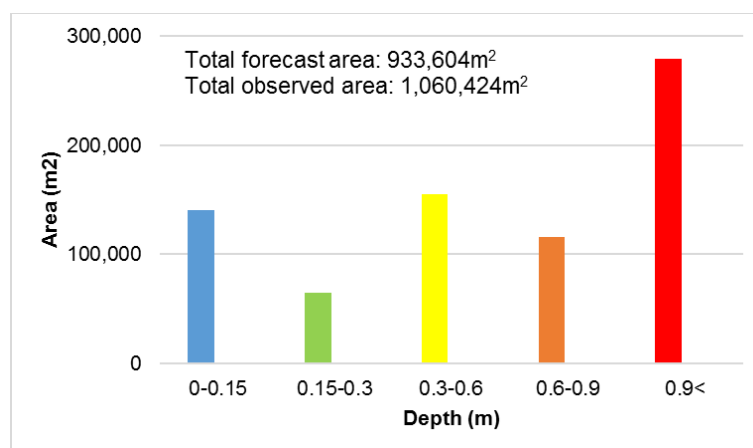 300,000
Total forecast area: 933,604m²
Total observed area: 1,060,424m²
200,000
Area (m2)
100,000
0
0-0.15 0.15-0.3 0.3-0.6 0.6-0.9 0.9<
Depth (m)